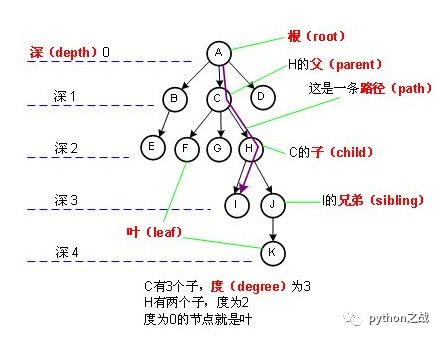 根（root）
深（depth）0
A
H的父（parent）
这是一条路径（path）
深1
B
C
D
深2
E
F
G
H
C的子（child）
深3
I
J
I的兄弟（sibling）
叶（leaf）
深4
K
C有3个子，度（degree）为3
H有两个子，度为2
度为0的节点就是叶
python之战